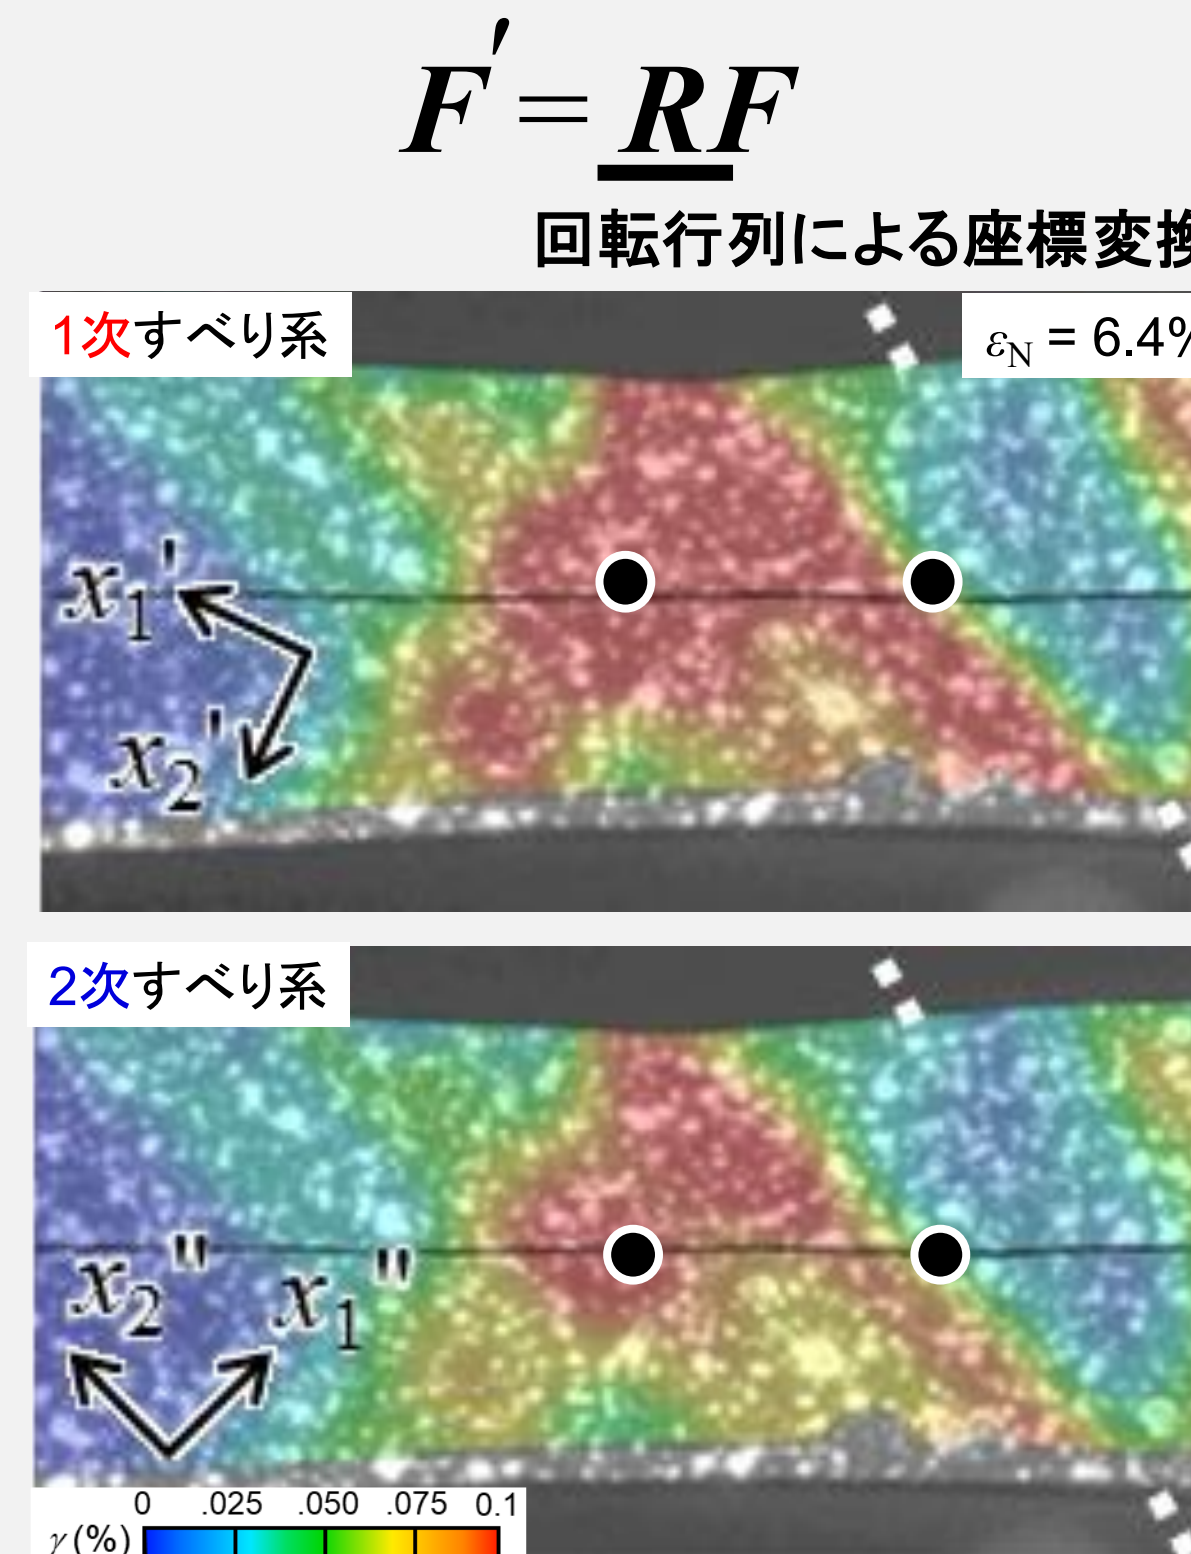 F' = RF
回転行列による座標変換
1次すべり系
εN = 6.4%
x1'
x2'
2次すべり系
x2"
x1"
0 .025 .050 .075 0.1
γ (%)